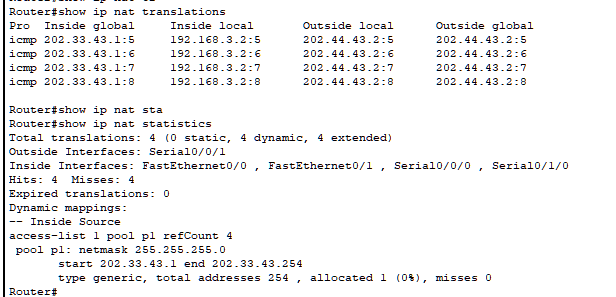 Router#show ip nat translations
Pro  Inside global     Inside local       Outside local      Outside global
icmp 202.33.43.1:5     192.168.3.2:5      202.44.43.2:5      202.44.43.2:5
icmp 202.33.43.1:6     192.168.3.2:6      202.44.43.2:6      202.44.43.2:6
icmp 202.33.43.1:7     192.168.3.2:7      202.44.43.2:7      202.44.43.2:7
icmp 202.33.43.1:8     192.168.3.2:8      202.44.43.2:8      202.44.43.2:8
Router#show ip nat sta
Router#show ip nat statistics
Total translations: 4 (0 static, 4 dynamic, 4 extended)
Outside Interfaces: Serial0/0/1
Inside Interfaces: FastEthernet0/0 , FastEthernet0/1 , Serial0/0/0 , Serial0/1/0
Hits: 4  Misses: 4
Expired translations: 0
Dynamic mappings:
-- Inside Source
access-list 1 pool p1 refCount 4
 pool p1: netmask 255.255.255.0
       start 202.33.43.1 end 202.33.43.254
       type generic, total addresses 254 , allocated 1 (0%), misses 0
Router#